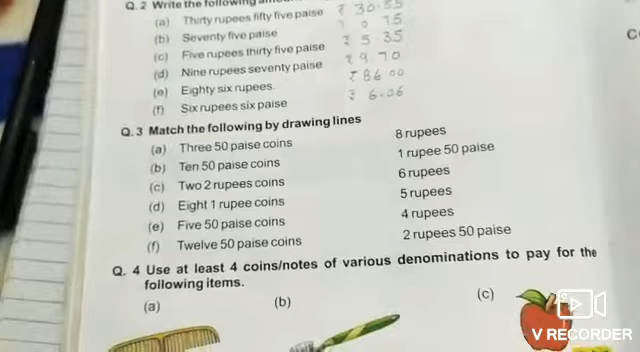 Q. 2 Write the following
(a) Thirty rupees fifty five paise ₹ 30.55
(b) Seventy five paise ₹ 0 75
(c) Five rupees thirty five paise ₹ 5 35
(d) Nine rupees seventy paise ₹ 9 70
(e) Eighty six rupees. ₹ 86 00
(f) Six rupees six paise ₹ 6.06
Q. 3 Match the following by drawing lines
(a) Three 50 paise coins 8 rupees
(b) Ten 50 paise coins 1 rupee 50 paise
(c) Two 2 rupees coins 6 rupees
(d) Eight 1 rupee coins 5 rupees
(e) Five 50 paise coins 4 rupees
(f) Twelve 50 paise coins 2 rupees 50 paise
Q. 4 Use at least 4 coins/notes of various denominations to pay for the
following items.
(a) (b) (c)
V RECORDER